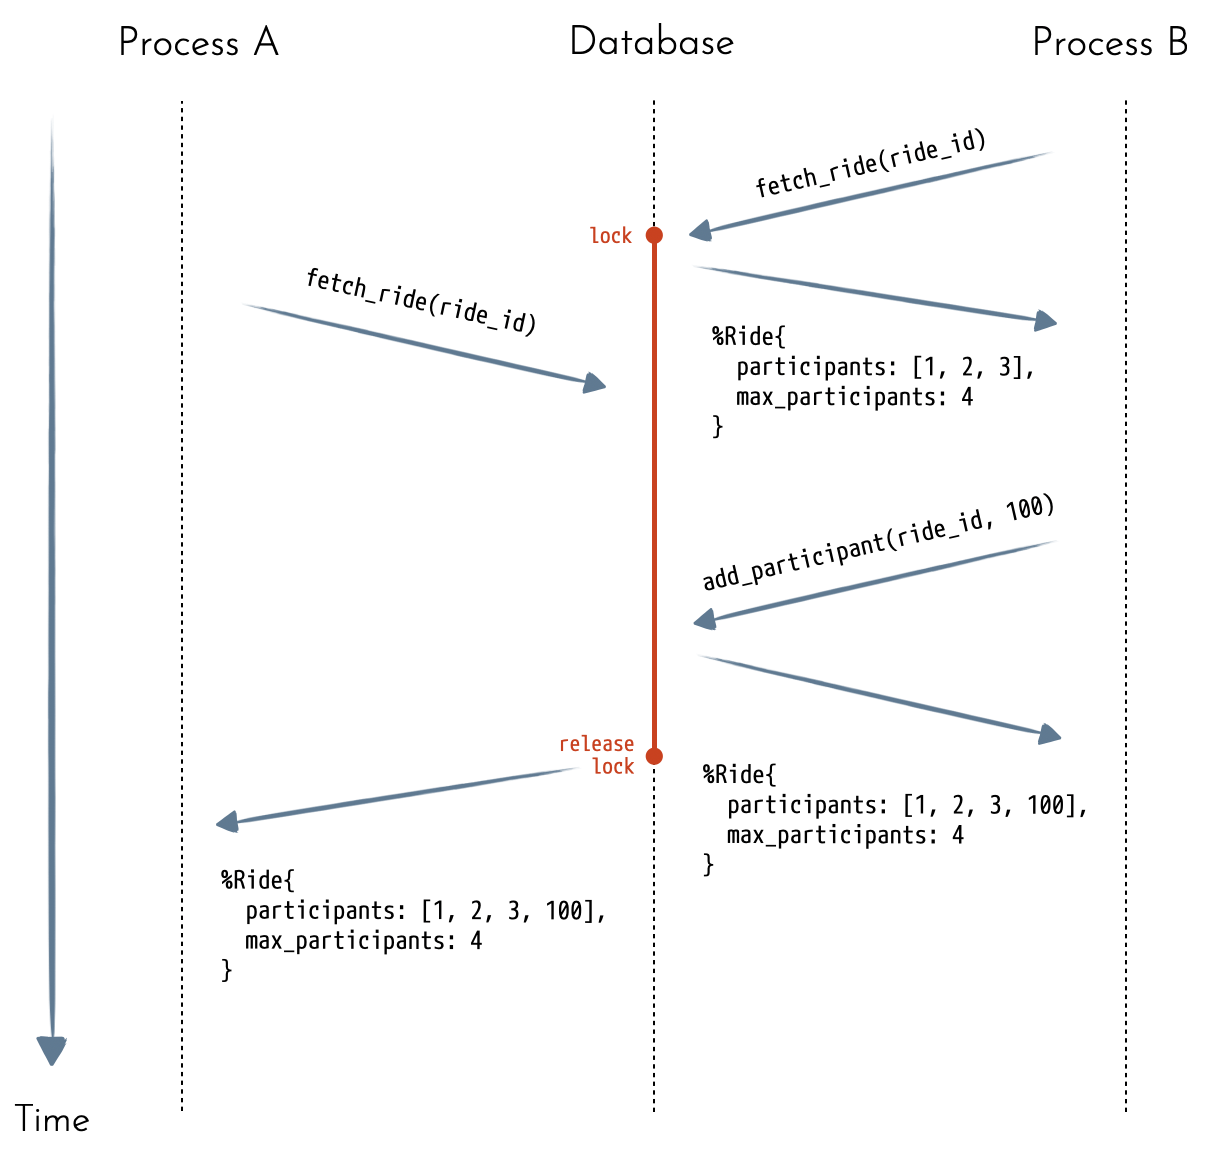 Process A
Database
Process B
fetch_ride(ride_id)
lock
fetch_ride(ride_id)
%Ride{
  participants: [1, 2, 3],
  max_participants: 4
}
add_participant(ride_id, 100)
release
lock
%Ride{
  participants: [1, 2, 3, 100],
  max_participants: 4
}
%Ride{
  participants: [1, 2, 3, 100],
  max_participants: 4
}
Time